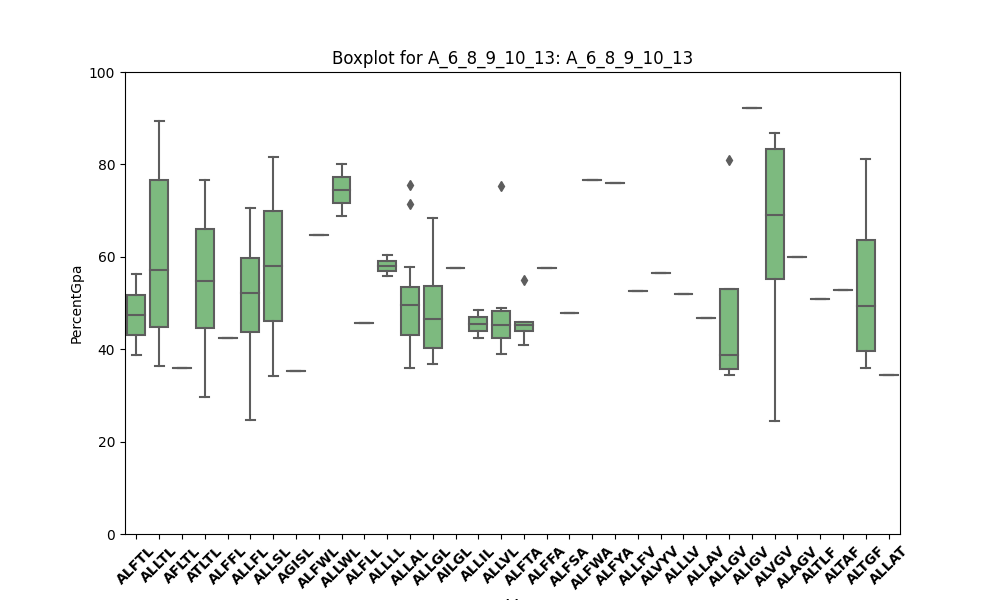 Boxplot for A_6_8_9_10_13: A_6_8_9_10_13
PercentGpa
100
80
60
40
20
0
ALFTL
ALLTL
AFLTL
ATLTL
ALFFL
ALLFL
ALLSL
AGISL
ALFWL
ALLWL
ALFLL
ALLLL
ALLAL
ALLGL
AILGL
ALLIL
ALLVL
ALFTA
ALFFA
ALFSA
ALFWA
ALFYA
ALLFV
ALVYV
ALLLV
ALLAV
ALLGV
ALIGV
ALVGV
ALAGV
ALTLF
ALTAF
ALTGF
ALLAT